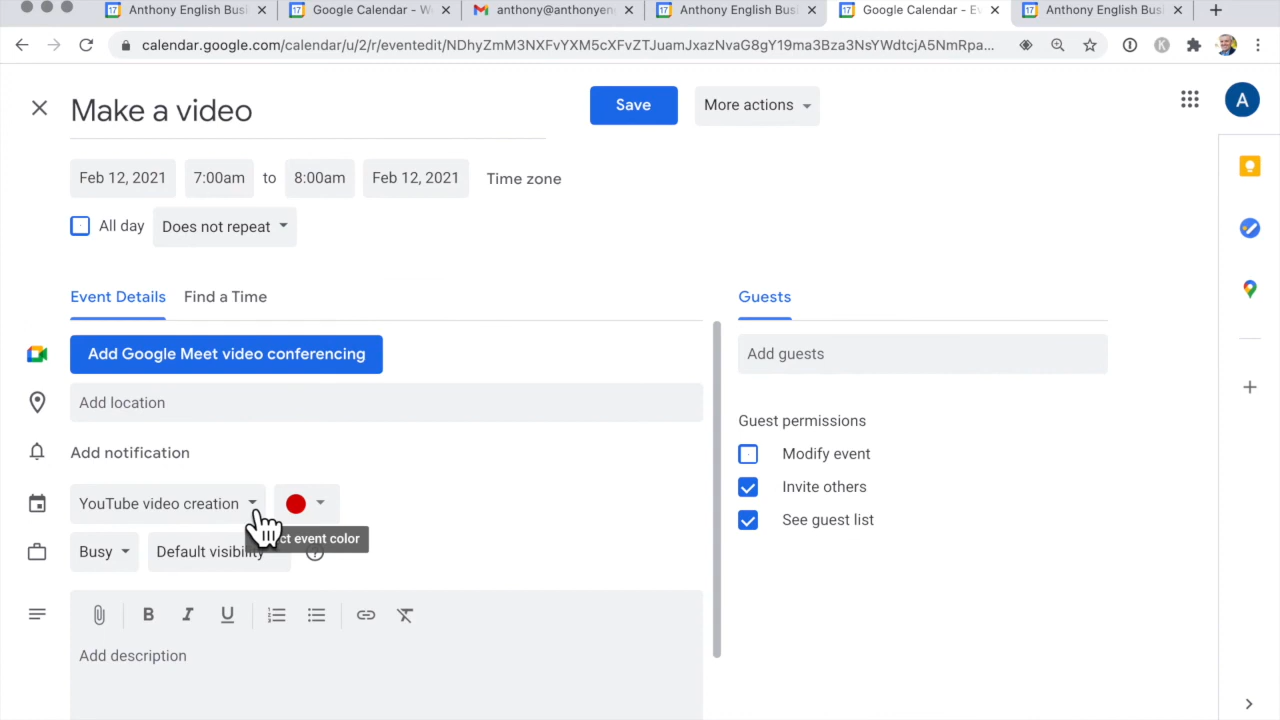 Anthony English Busi
Google Calendar - W
anthony@anthonyen
Anthony English Busi
Google Calendar - E
Anthony English Busi
calendar.google.com/calendar/u/2/r/eventedit/NDhyZmM3NXFvYXM5cXFvZTJuamJxazNvaG8gY19ma3Bza3NsYWdtcjA5NmRpa...
Make a video
Save
More actions
A
Feb 12, 2021
7:00am
to
8:00am
Feb 12, 2021
Time zone
All day
Does not repeat
Event Details
Find a Time
Guests
Add Google Meet video conferencing
Add guests
Add location
Guest permissions
Add notification
Modify event
Invite others
YouTube video creation
See guest list
ct event color
Busy
Default visibility
?
B I U
Add description